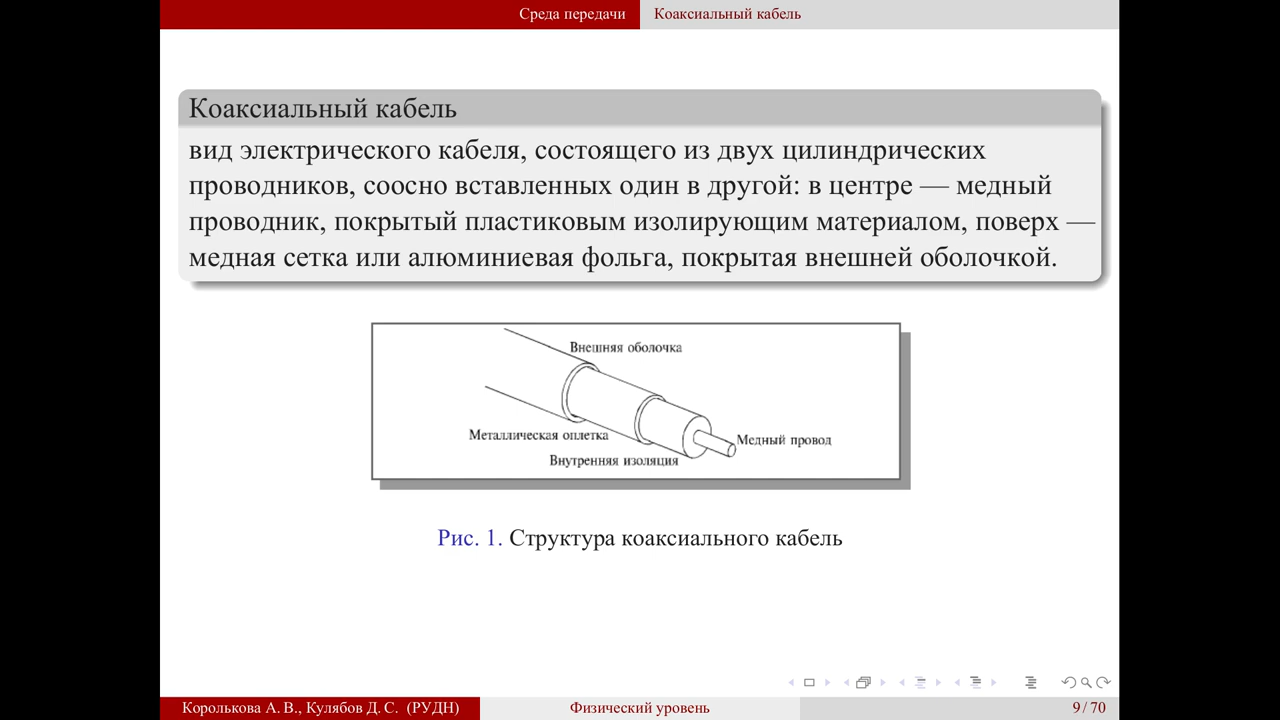 Среда передачи Коаксиальный кабель
Коаксиальный кабель
вид электрического кабеля, состоящего из двух цилиндрических
проводников, соосно вставленных один в другой: в центре — медный
проводник, покрытый пластиковым изолирующим материалом, поверх —
медная сетка или алюминиевая фольга, покрытая внешней оболочкой.
Внешняя оболочка
Металлическая оплетка
Медный провод
Внутренняя изоляция
Рис. 1. Структура коаксиального кабель
Королькова А. В., Кулябов Д. С. (РУДН) Физический уровень 9 / 70